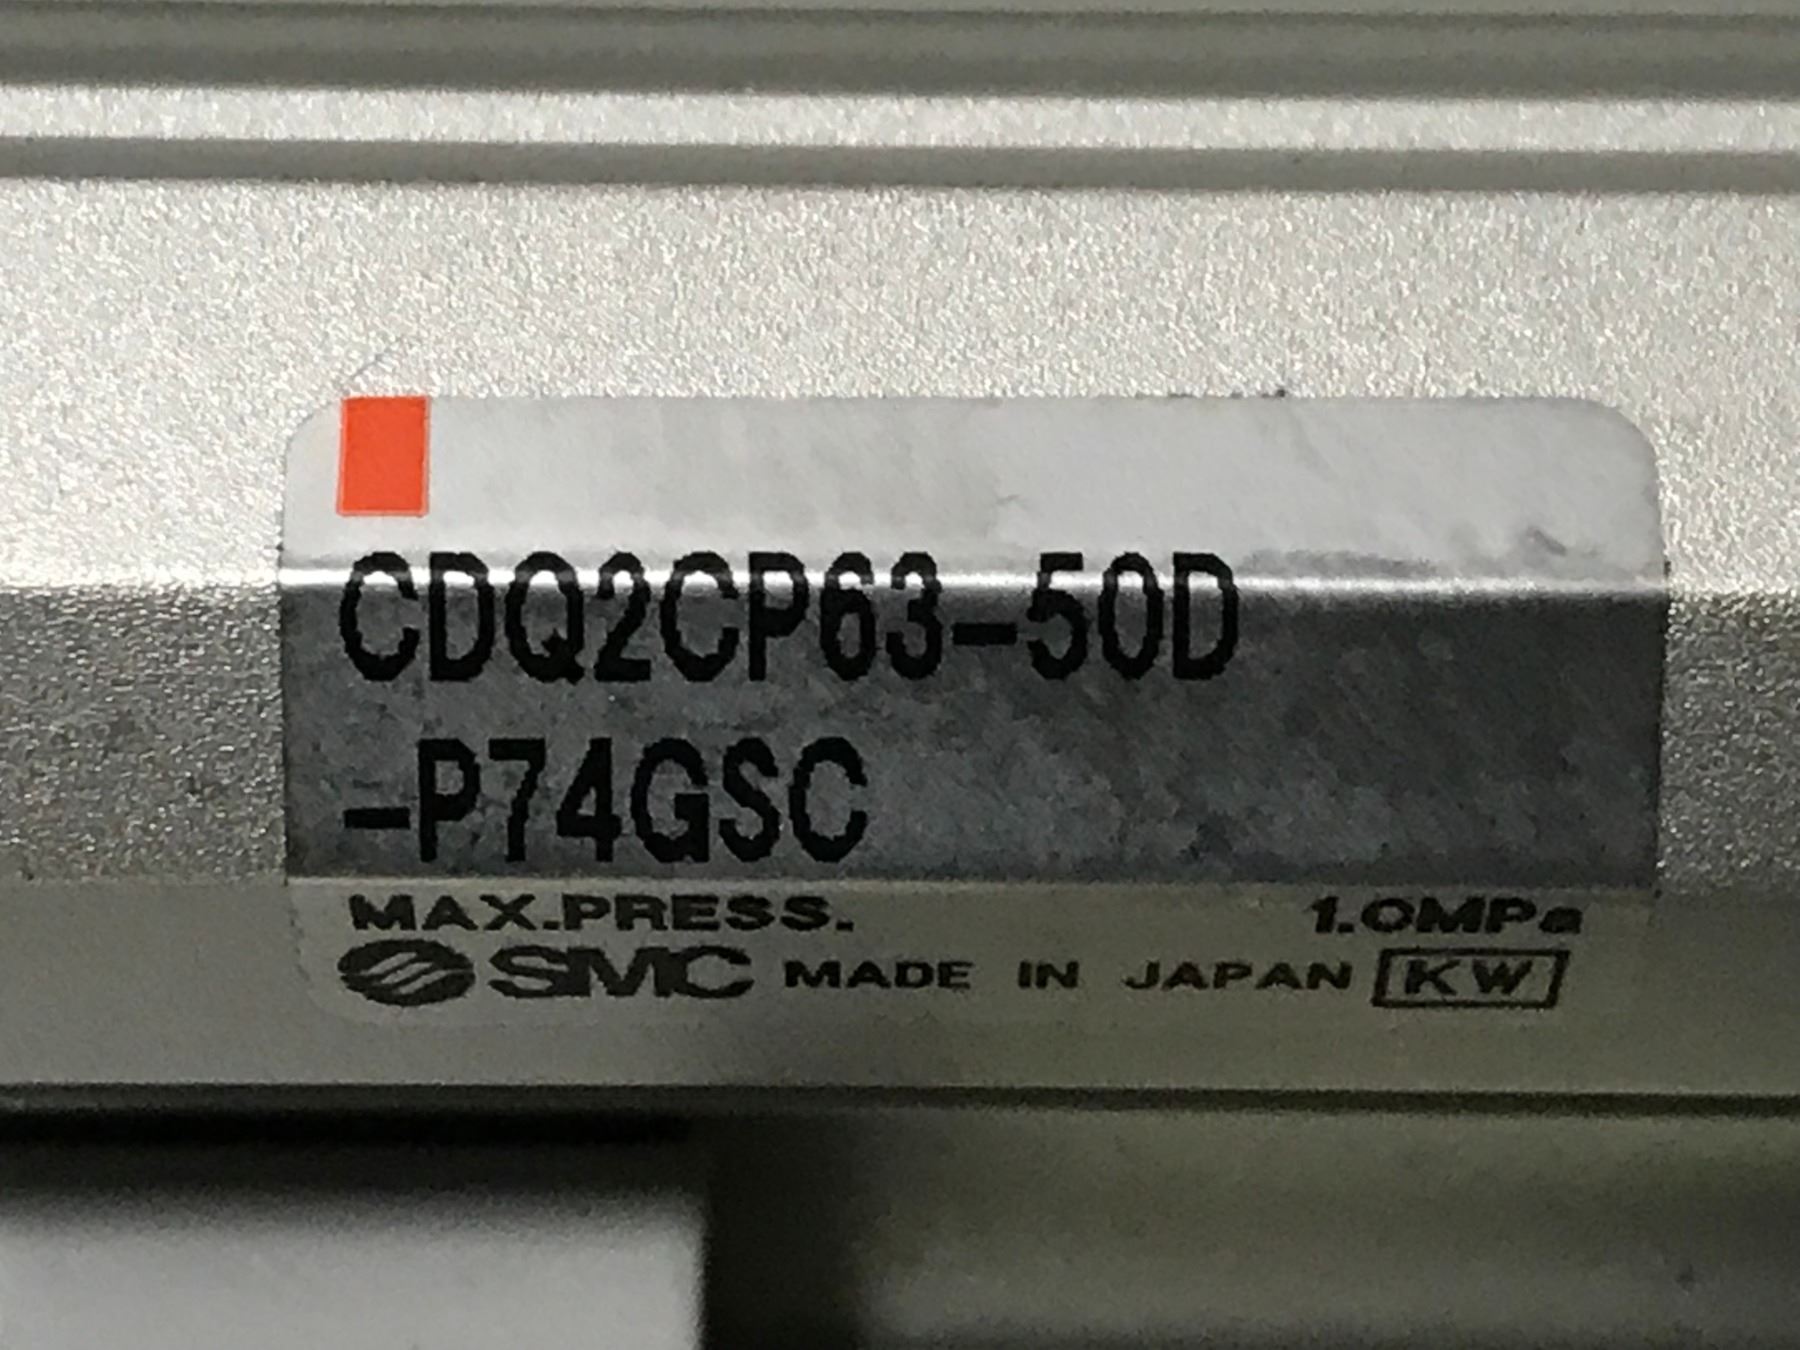 CDQ2CP63-50D
-P74GSC
MAX.PRESS. 1.0MPa
SMC MADE IN JAPAN KW